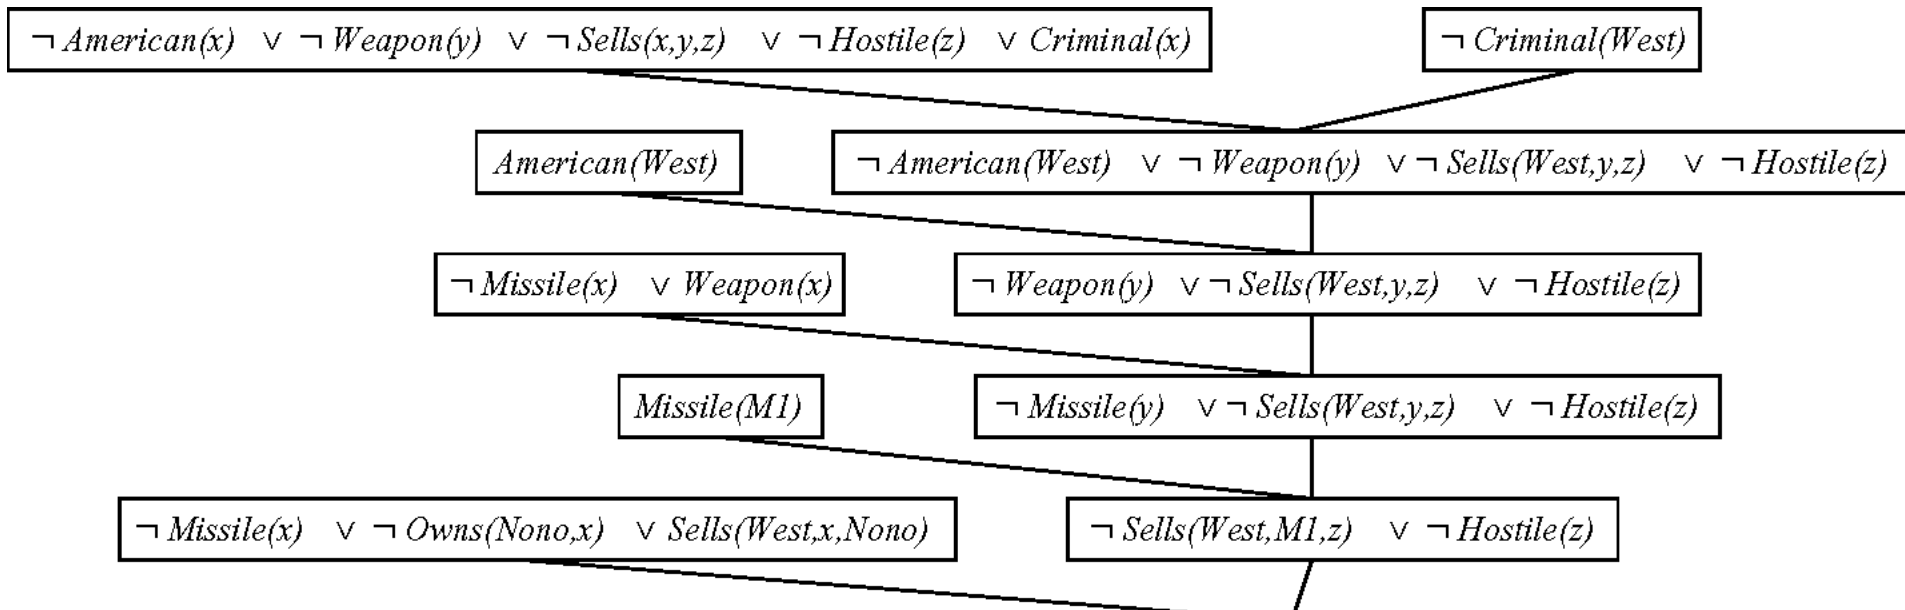 ¬ American(x) ∨ ¬ Weapon(y) ∨ ¬ Sells(x,y,z) ∨ ¬ Hostile(z) ∨ Criminal(x)
¬ Criminal(West)
American(West)
¬ American(West) ∨ ¬ Weapon(y) ∨ ¬ Sells(West,y,z) ∨ ¬ Hostile(z)
¬ Missile(x) ∨ Weapon(x)
¬ Weapon(y) ∨ ¬ Sells(West,y,z) ∨ ¬ Hostile(z)
Missile(M1)
¬ Missile(y) ∨ ¬ Sells(West,y,z) ∨ ¬ Hostile(z)
¬ Missile(x) ∨ ¬ Owns(Nono,x) ∨ Sells(West,x,Nono)
¬ Sells(West,M1,z) ∨ ¬ Hostile(z)